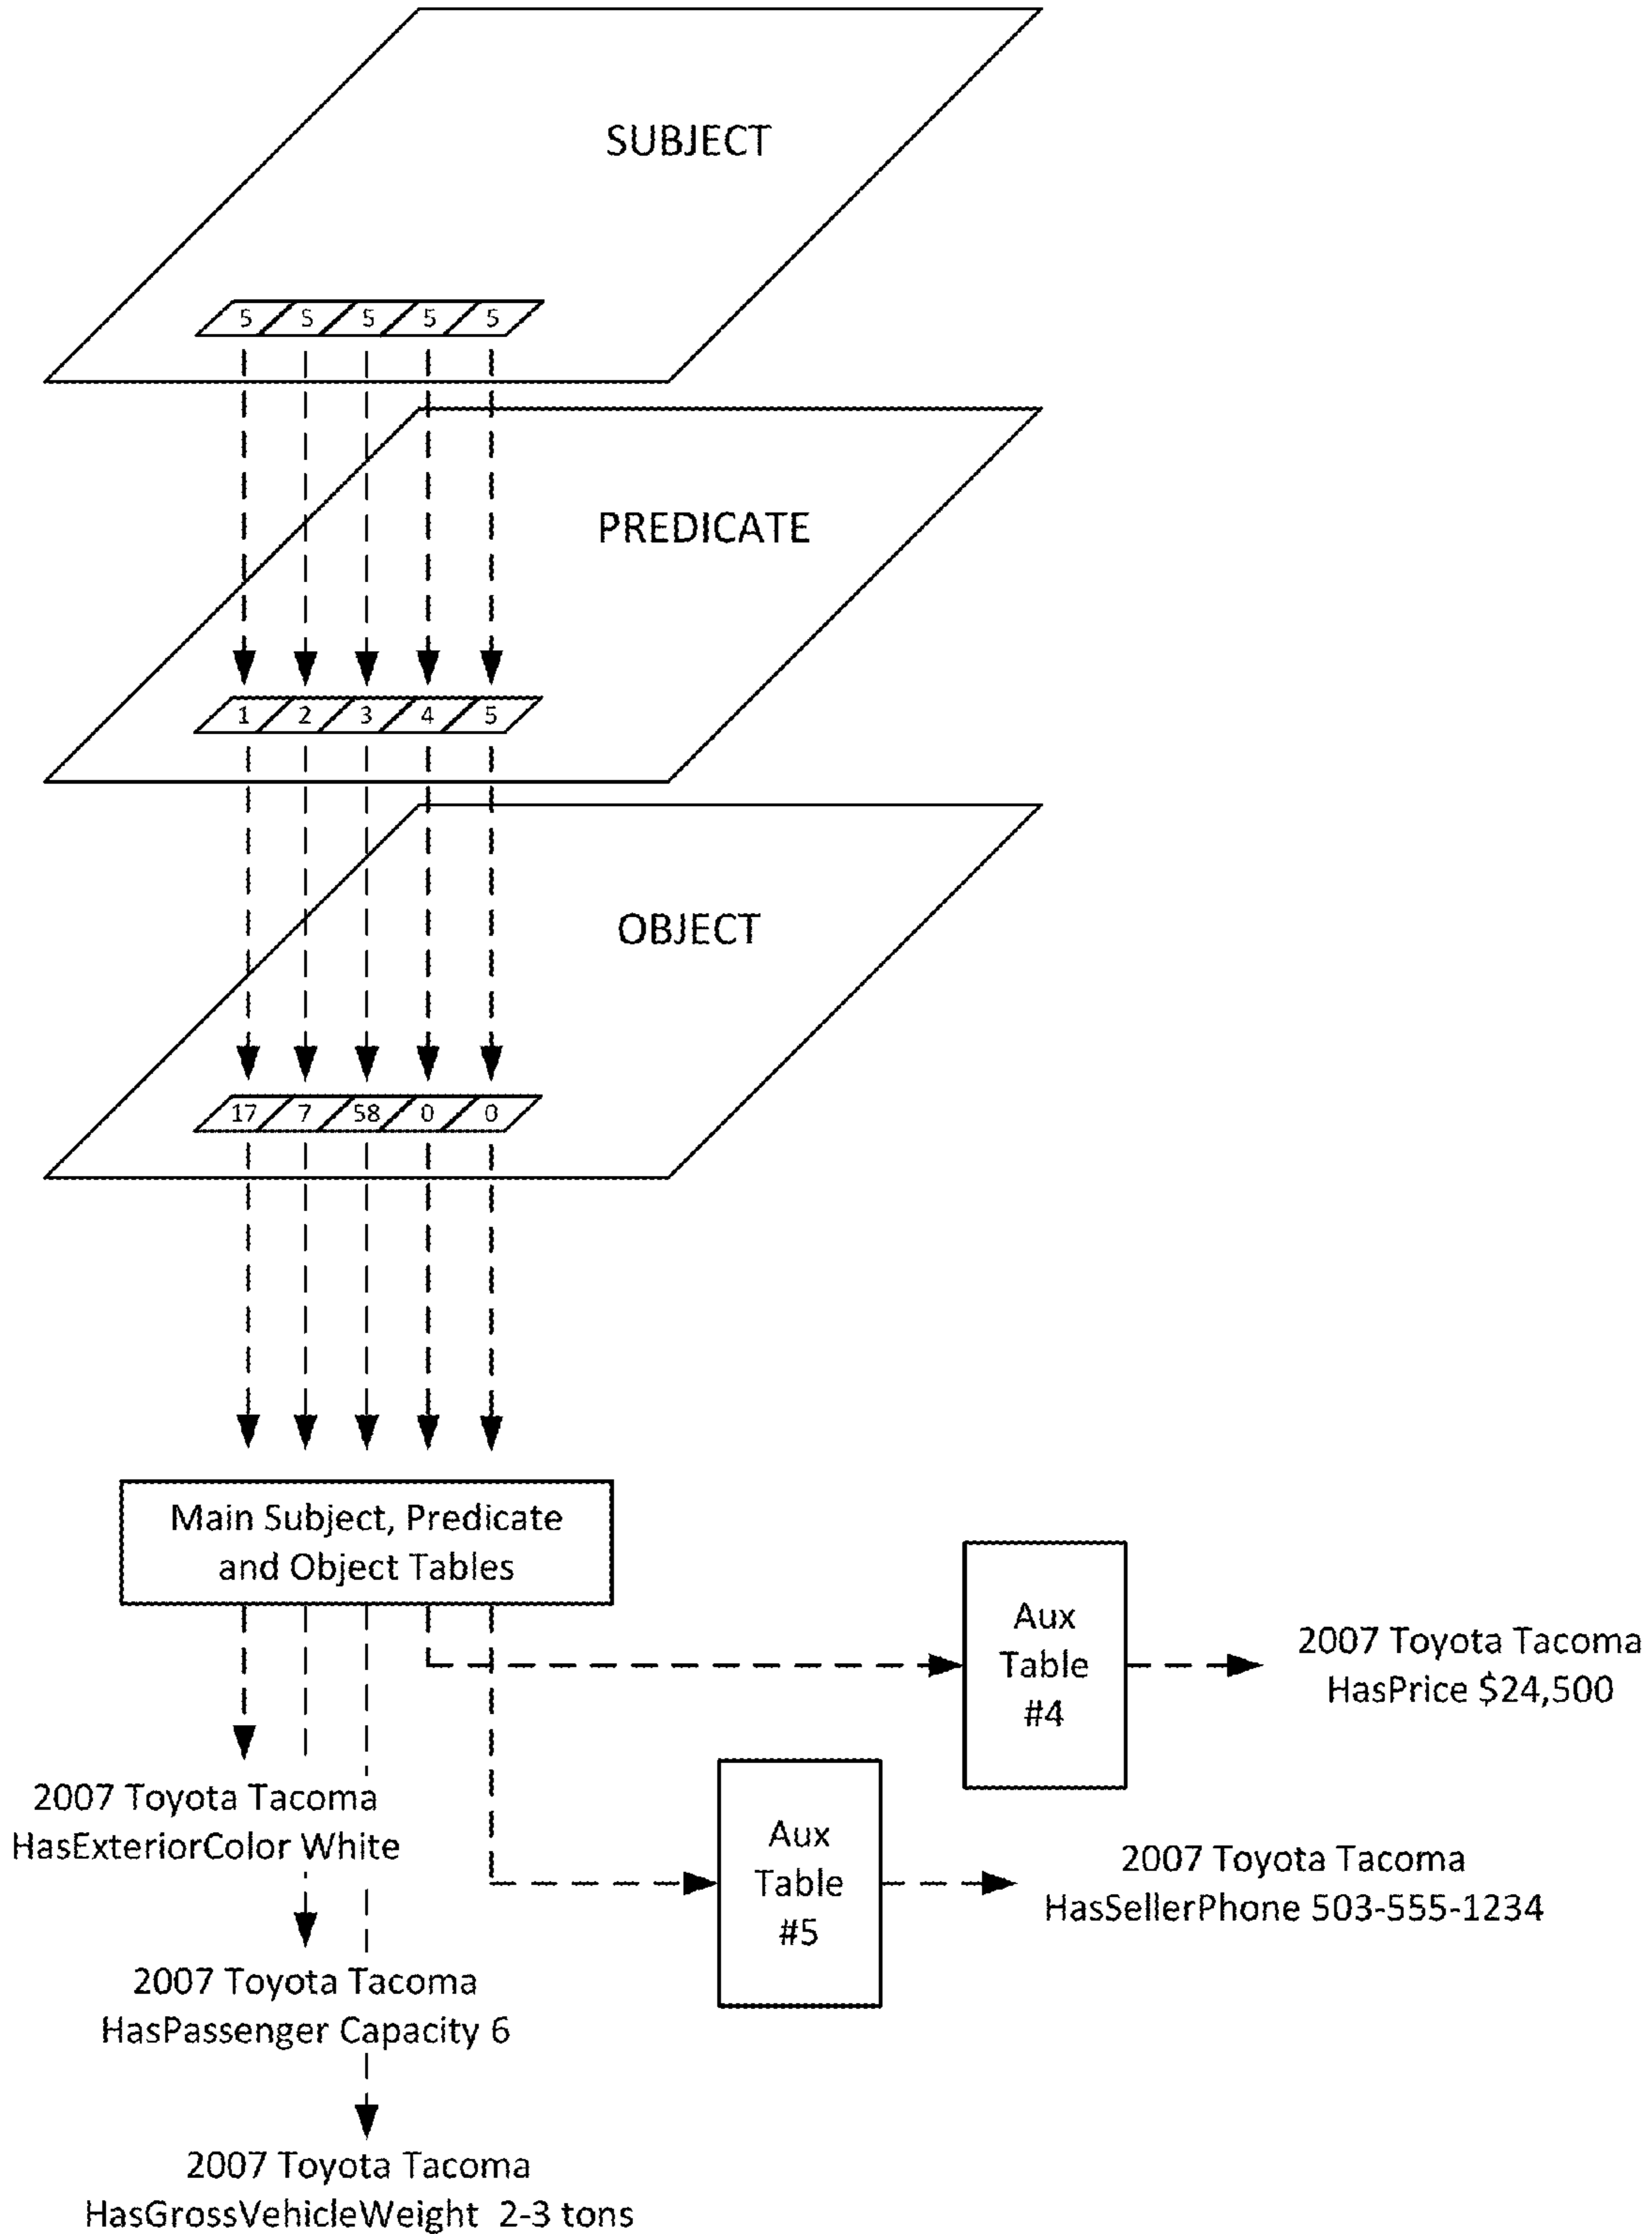 SUBJECT
5 5 5 5 5
PREDICATE
1 2 3 4 5
OBJECT
17 7 58 0 0
Main Subject, Predicate
and Object Tables
Aux
Table
#4
2007 Toyota Tacoma
HasPrice $24,500
2007 Toyota Tacoma
HasExteriorColor White
Aux
Table
#5
2007 Toyota Tacoma
HasSellerPhone 503-555-1234
2007 Toyota Tacoma
HasPassenger Capacity 6
2007 Toyota Tacoma
HasGrossVehicleWeight 2-3 tons